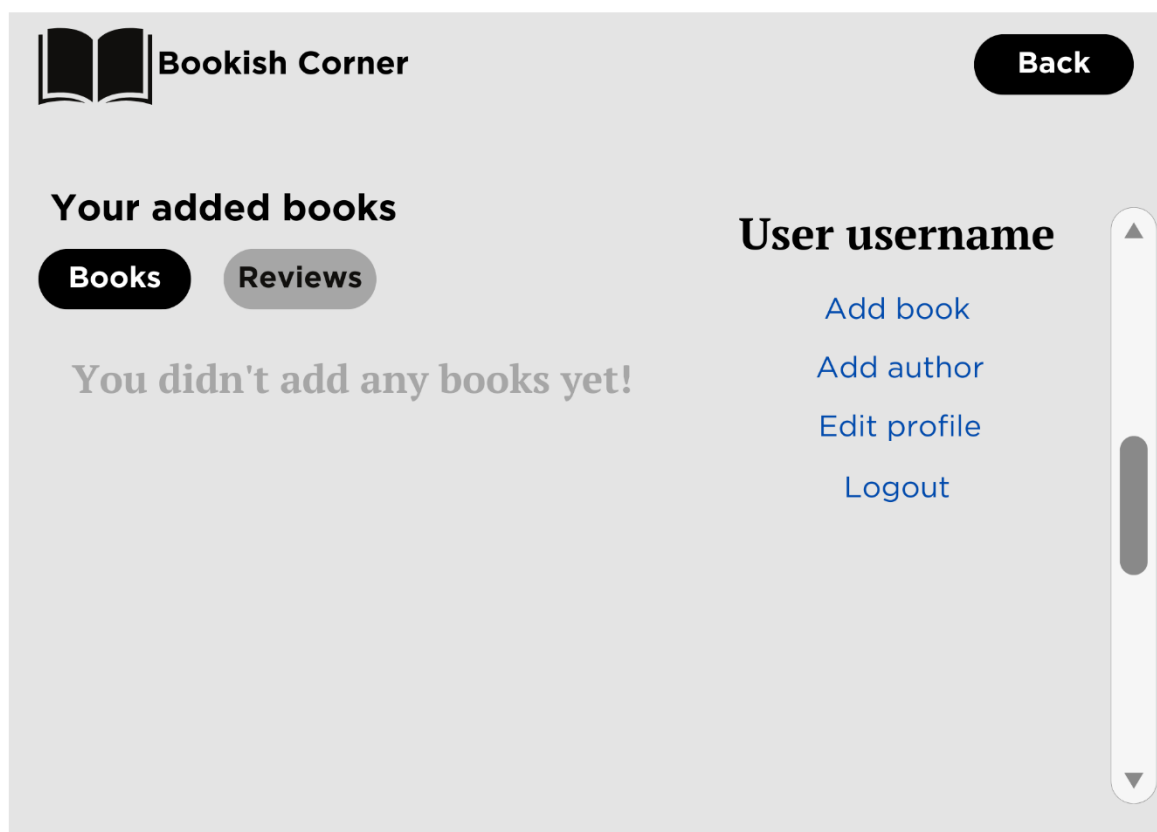 Bookish Corner
Back
Your added books
Books
Reviews
You didn't add any books yet!
User username
Add book
Add author
Edit profile
Logout